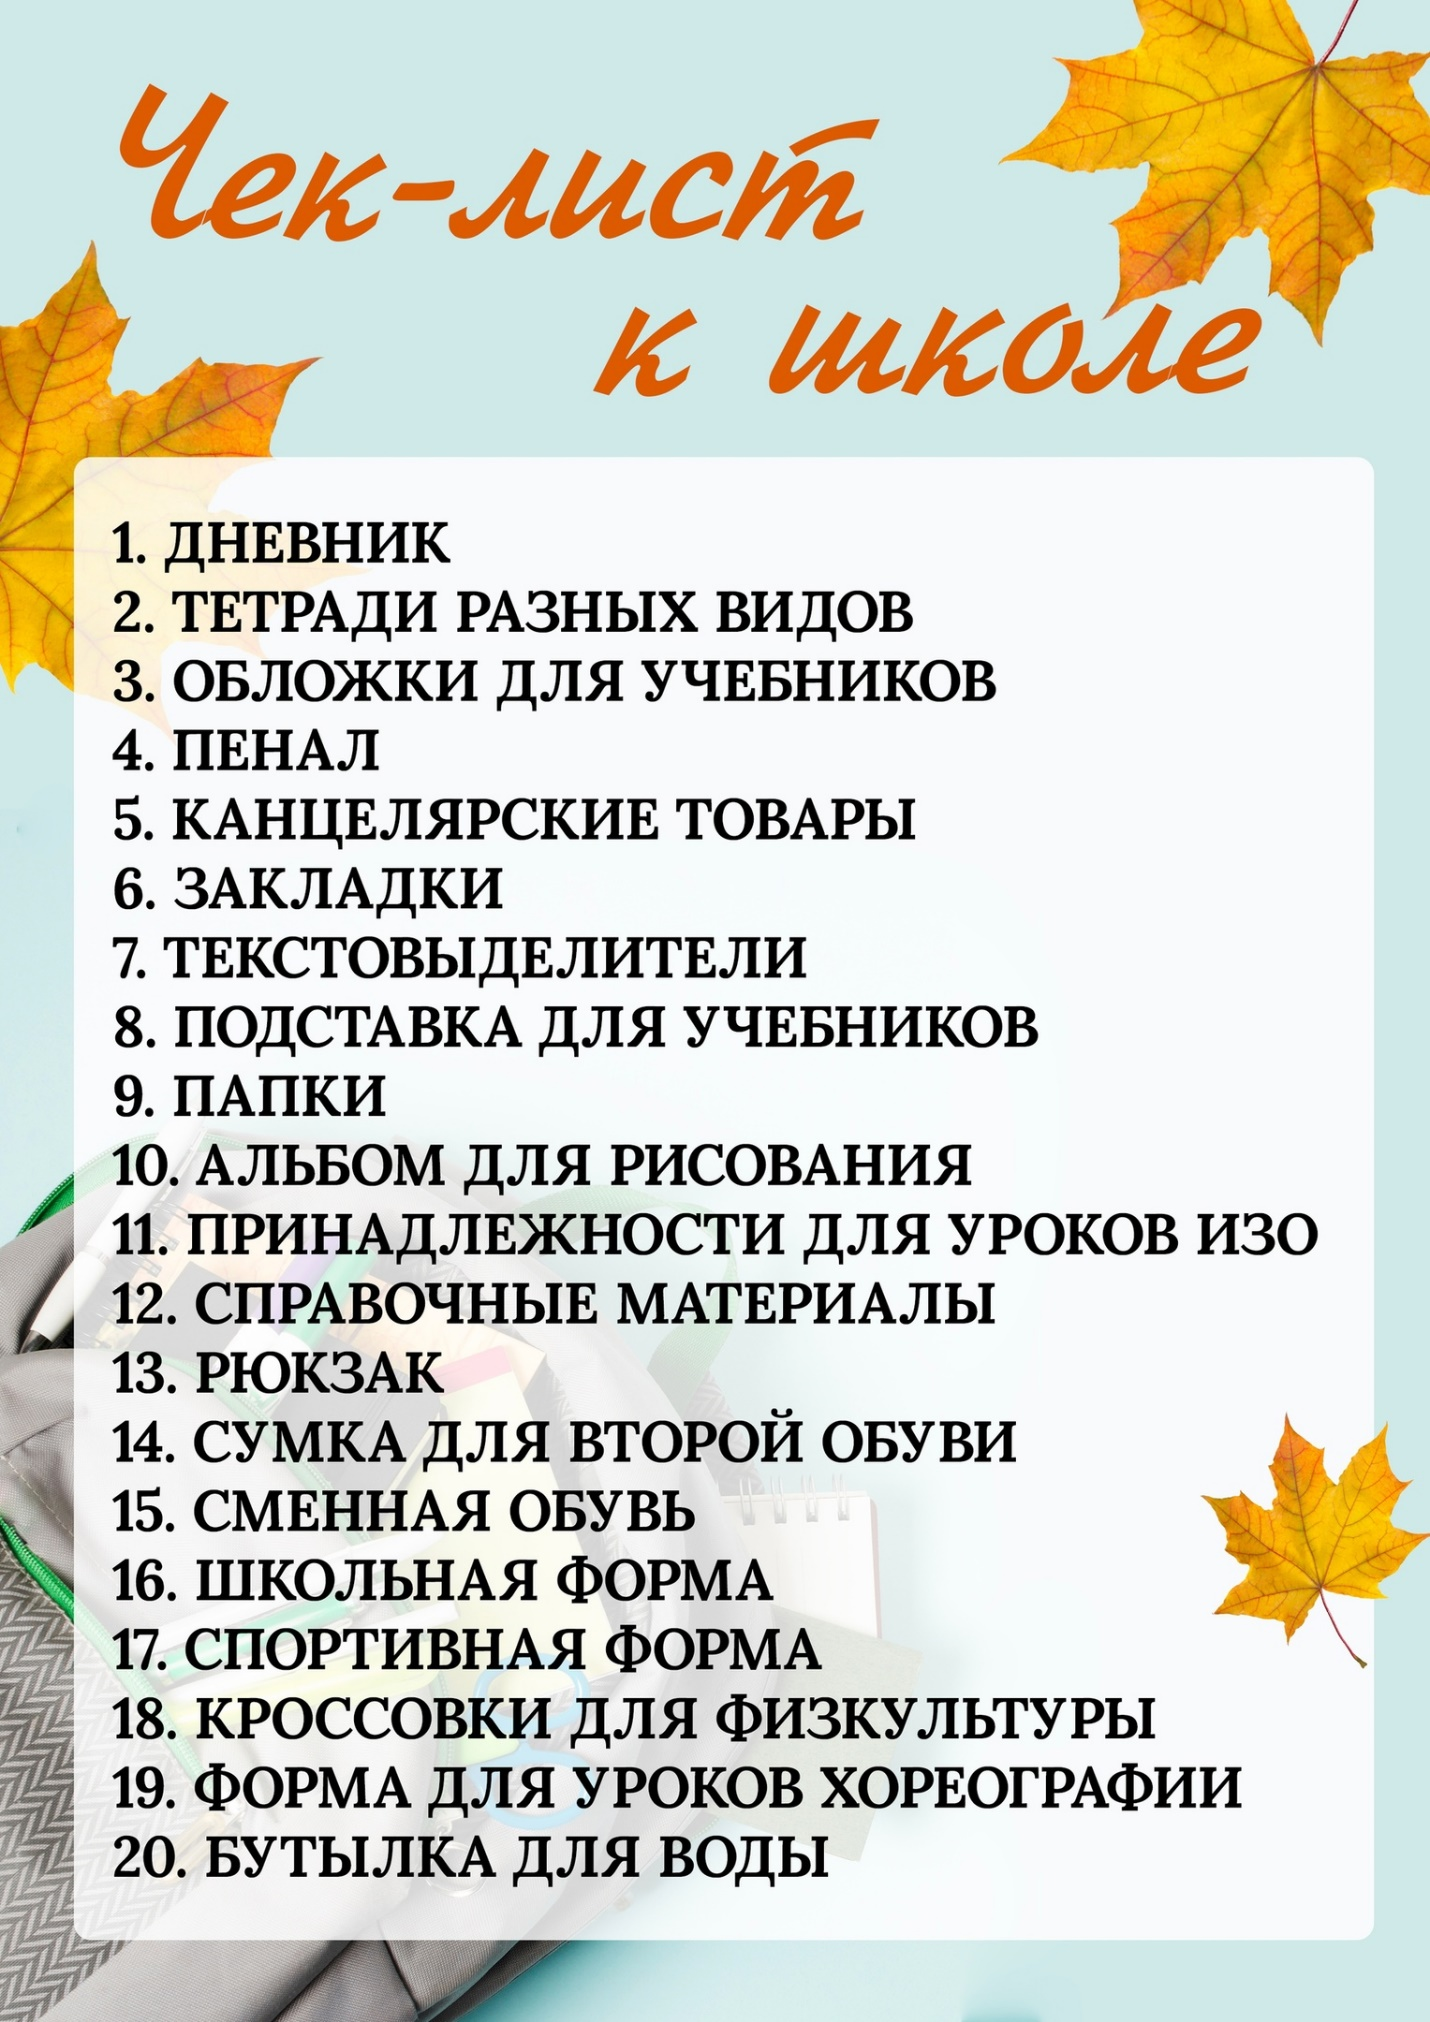 Чек-лист
к школе
1. ДНЕВНИК
2. ТЕТРАДИ РАЗНЫХ ВИДОВ
3. ОБЛОЖКИ ДЛЯ УЧЕБНИКОВ
4. ПЕНАЛ
5. КАНЦЕЛЯРСКИЕ ТОВАРЫ
6. ЗАКЛАДКИ
7. ТЕКСТОВЫДЕЛИТЕЛИ
8. ПОДСТАВКА ДЛЯ УЧЕБНИКОВ
9. ПАПКИ
10. АЛЬБОМ ДЛЯ РИСОВАНИЯ
11. ПРИНАДЛЕЖНОСТИ ДЛЯ УРОКОВ ИЗО
12. СПРАВОЧНЫЕ МАТЕРИАЛЫ
13. РЮКЗАК
14. СУМКА ДЛЯ ВТОРОЙ ОБУВИ
15. СМЕННАЯ ОБУВЬ
16. ШКОЛЬНАЯ ФОРМА
17. СПОРТИВНАЯ ФОРМА
18. КРОССОВКИ ДЛЯ ФИЗКУЛЬТУРЫ
19. ФОРМА ДЛЯ УРОКОВ ХОРЕОГРАФИИ
20. БУТЫЛКА ДЛЯ ВОДЫ